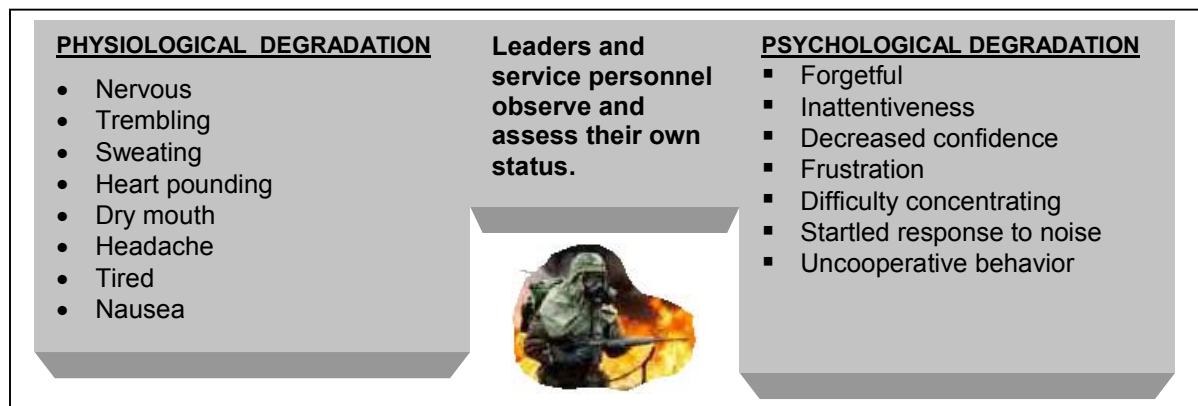 PHYSIOLOGICAL DEGRADATION
• Nervous
• Trembling
• Sweating
• Heart pounding
• Dry mouth
• Headache
• Tired
• Nausea
Leaders and
service personnel
observe and
assess their own
status.
PSYCHOLOGICAL DEGRADATION
▪ Forgetful
▪ Inattentiveness
▪ Decreased confidence
▪ Frustration
▪ Difficulty concentrating
▪ Startled response to noise
▪ Uncooperative behavior